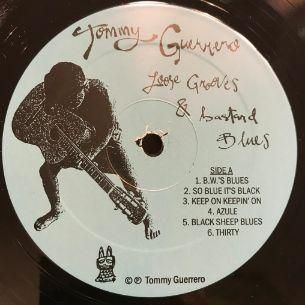 Tommy Guerrero
Loose Grooves
& bastard
Blues
SIDE A
1. B.W.'S BLUES
2. SO BLUE IT'S BLACK
3. KEEP ON KEEPIN' ON
4. AZULE
5. BLACK SHEEP BLUES
6. THIRTY
© ℗ Tommy Guerrero